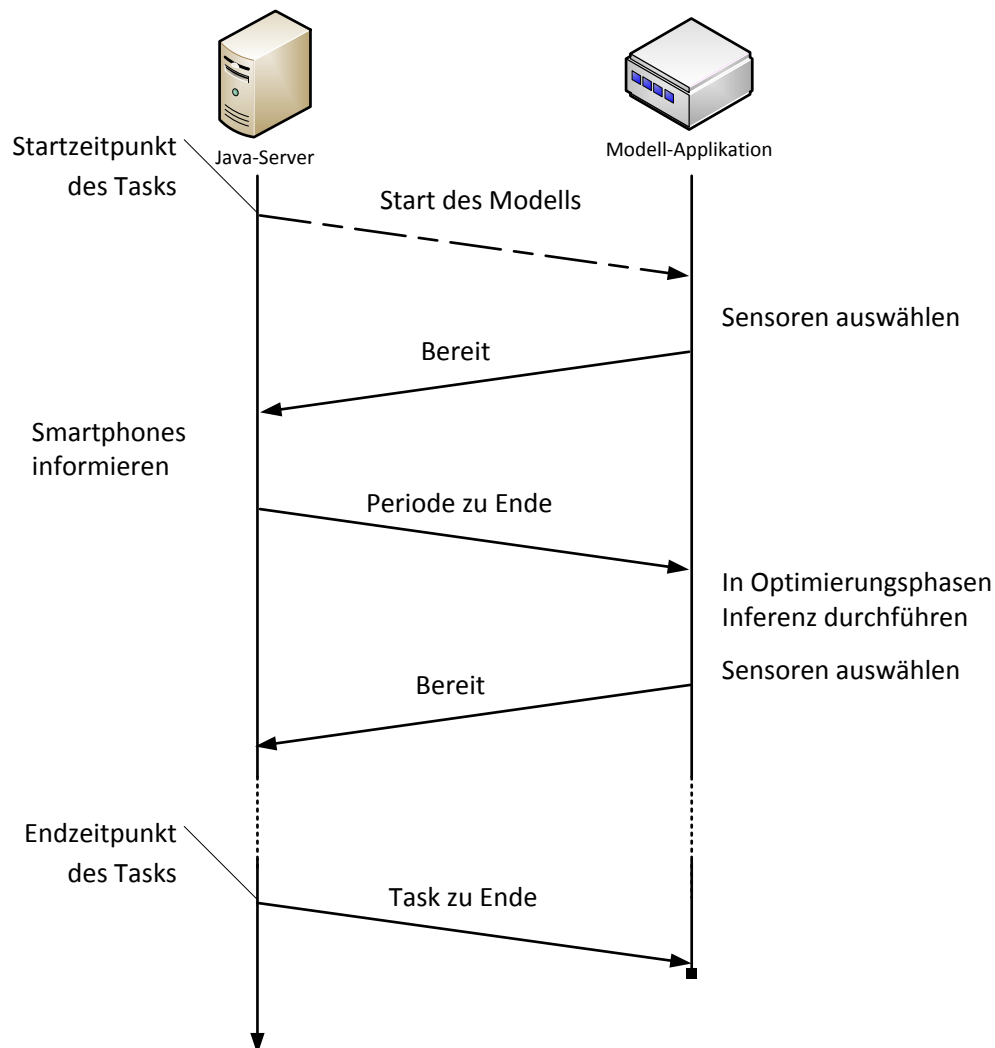 Java-Server
Modell-Applikation
Startzeitpunkt
des Tasks
Start des Modells
Sensoren auswählen
Bereit
Smartphones
informieren
Periode zu Ende
In Optimierungsphasen
Inferenz durchführen
Sensoren auswählen
Bereit
Endzeitpunkt
des Tasks
Task zu Ende